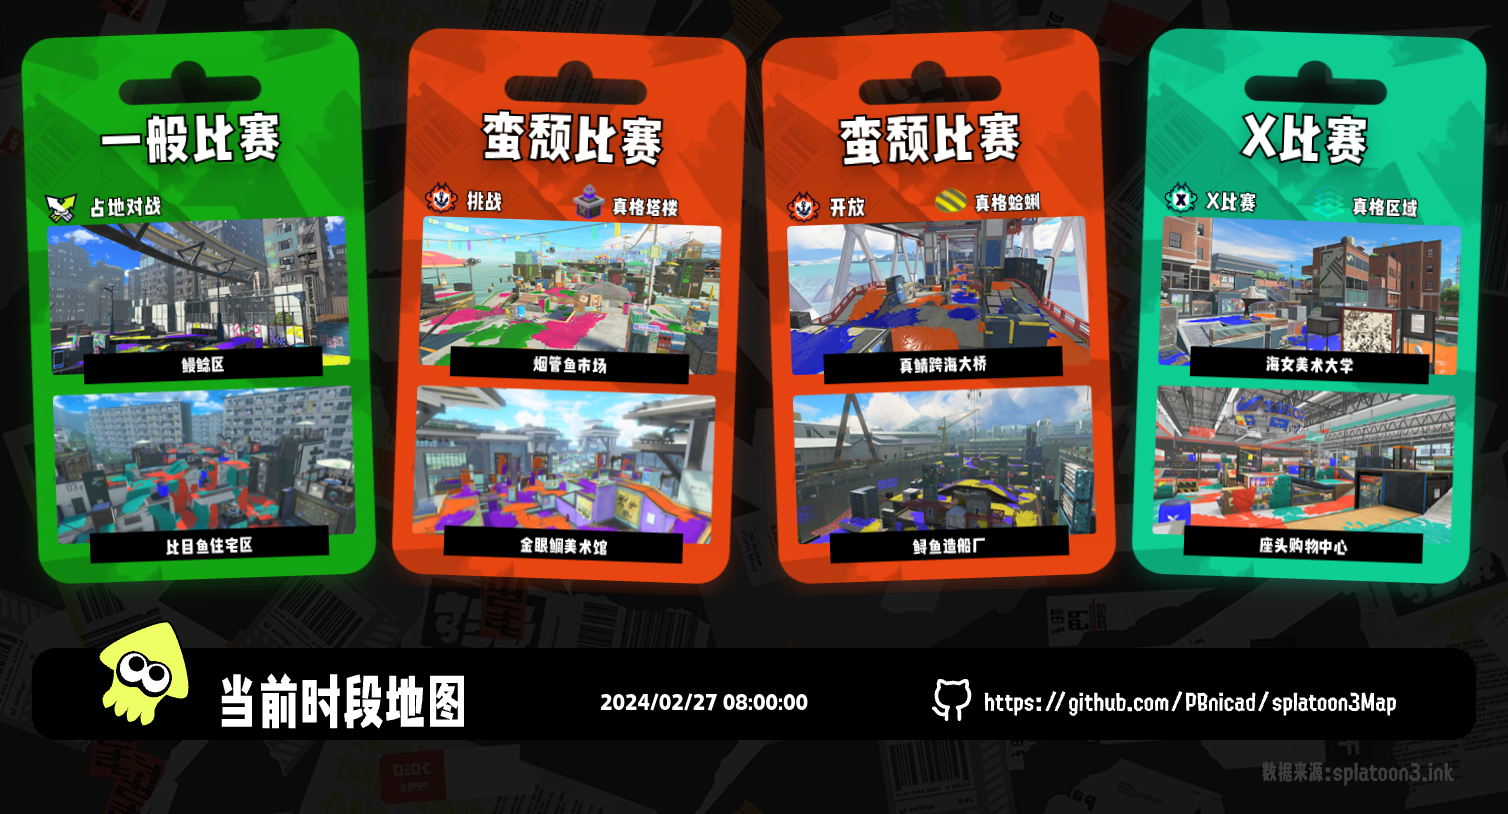 一般比赛
占地对战
鳗鲶区
比目鱼住宅区
蛮颓比赛
挑战
真格塔楼
烟管鱼市场
金眼鲷美术馆
蛮颓比赛
开放
真格蛤蜊
真鲷跨海大桥
鲟鱼造船厂
X比赛
X比赛
真格区域
海女美术大学
座头购物中心
当前时段地图
2024/02/27 08:00:00
https://github.com/PBnicad/splatoon3Map
数据来源:splatoon3.ink